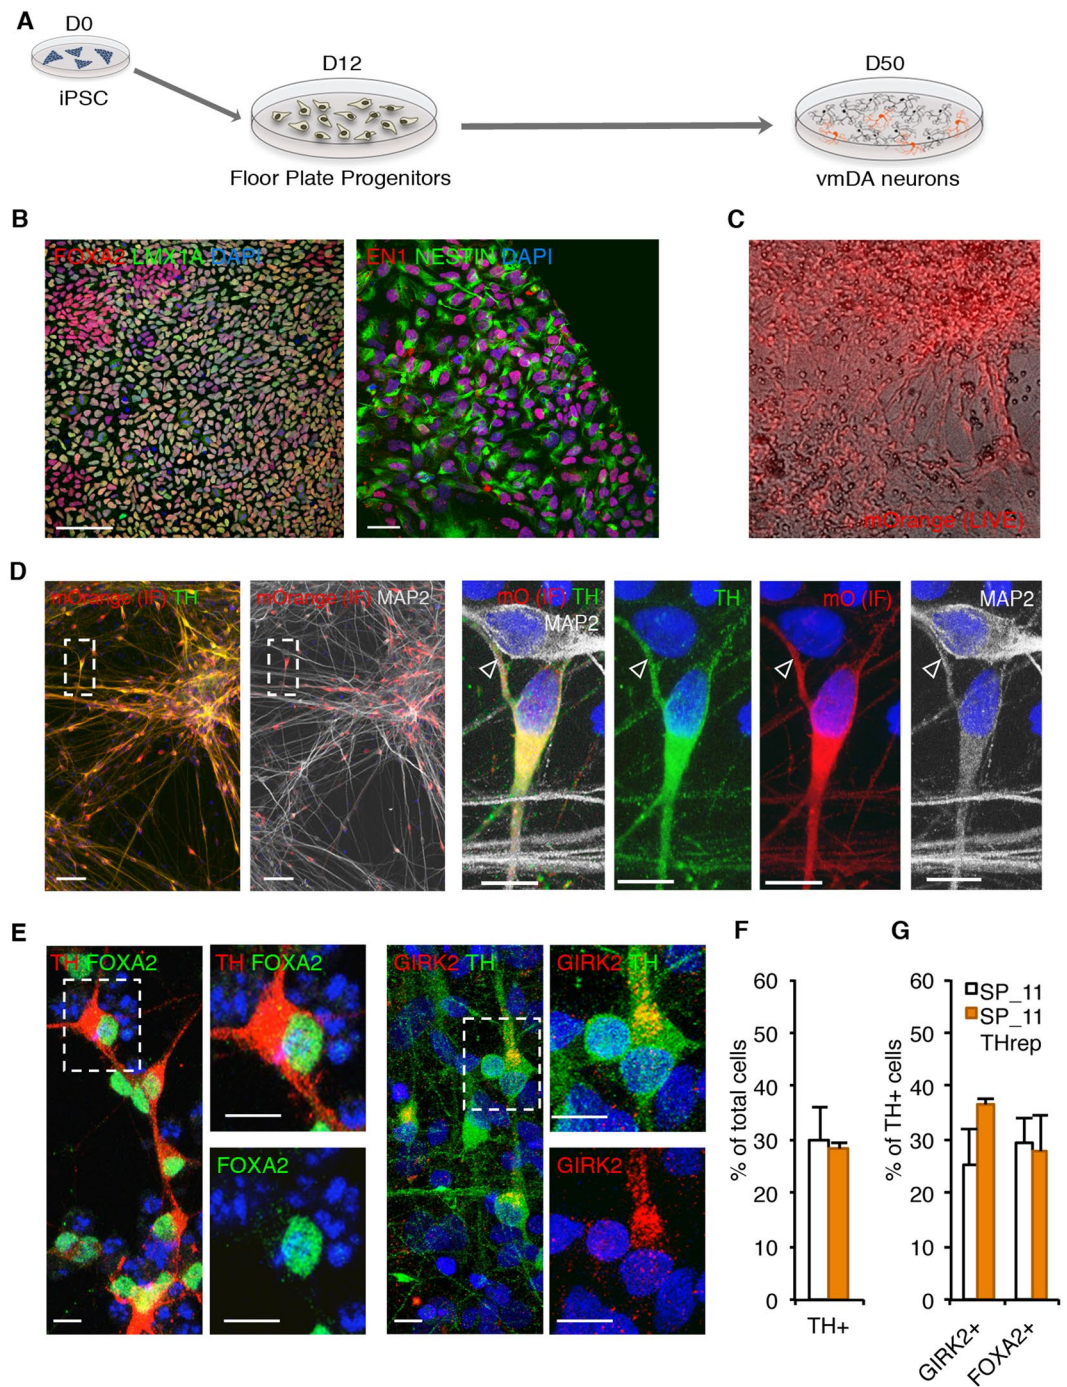 A
D0
iPSC
D12
Floor Plate Progenitors
D50
vmDA neurons
B
FOXA2 LMX1A DAPI
EN1 NESTIN DAPI
C
mOrange (LIVE)
D
mOrange (IF) TH
mOrange (IF) MAP2
mO (IF) TH
MAP2
TH
mO (IF)
MAP2
E
TH FOXA2
TH FOXA2
FOXA2
GIRK2 TH
GIRK2 TH
GIRK2
F
% of total cells
60
50
40
30
20
10
0
TH+
G
% of TH+ cells
60
50
40
30
20
10
0
SP_11
SP_11
THrep
GIRK2+
FOXA2+